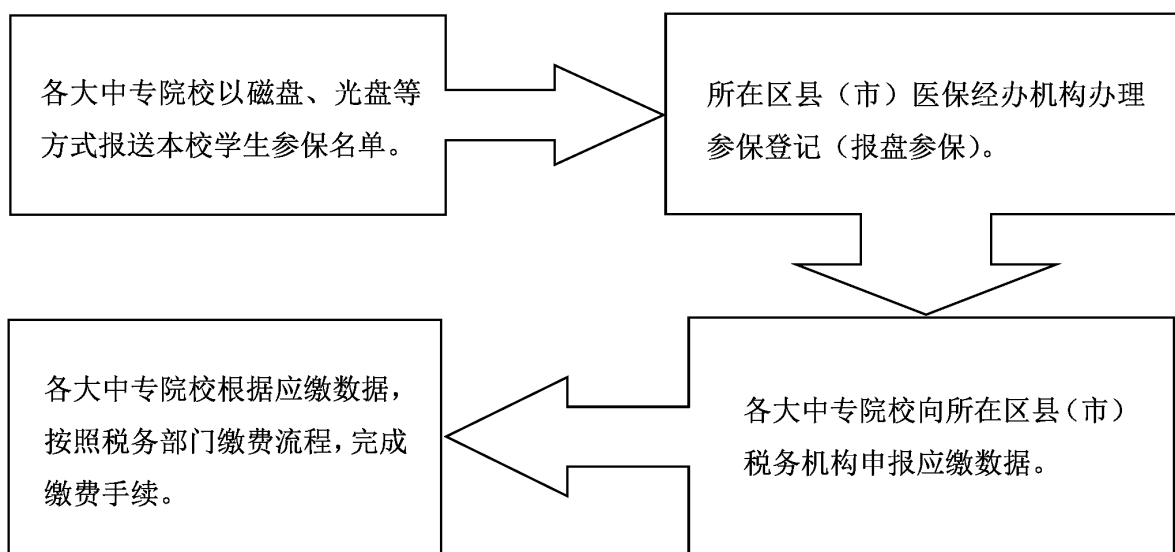 各大中专院校以磁盘、光盘等
方式报送本校学生参保名单。
所在区县（市）医保经办机构办理
参保登记（报盘参保）。
各大中专院校向所在区县（市）
税务机构申报应缴数据。
各大中专院校根据应缴数据，
按照税务部门缴费流程，完成
缴费手续。